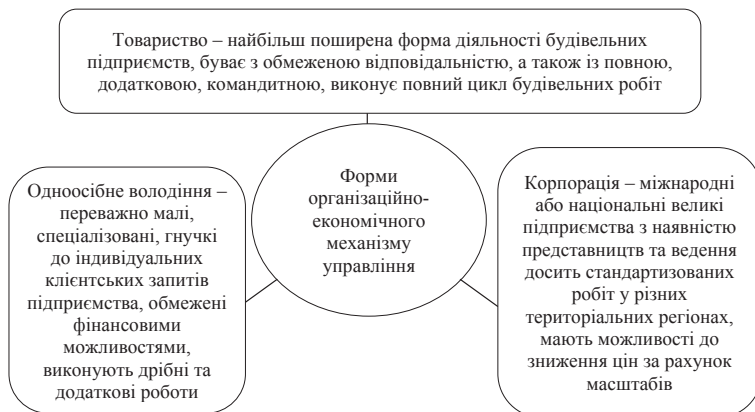 Товариство – найбільш поширена форма діяльності будівельних
підприємств, буває з обмеженою відповідальністю, а також із повною,
додатковою, командитною, виконує повний цикл будівельних робіт
Форми
організаційно-
економічного
механізму
управління
Одноосібне володіння –
переважно малі,
спеціалізовані, гнучкі
до індивідуальних
клієнтських запитів
підприємства, обмежені
фінансовими
можливостями,
виконують дрібні та
додаткові роботи
Корпорація – міжнародні
або національні великі
підприємства з наявністю
представництв та ведення
досить стандартизованих
робіт у різних
територіальних регіонах,
мають можливості до
зниження цін за рахунок
масштабів